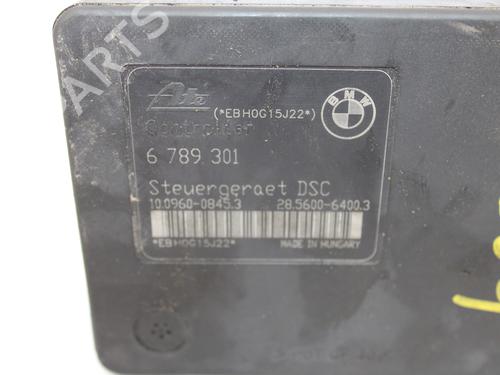 PARTS
Ate
(*EBH0G15J22*)
BMW
Controller
6 789 301
Steuergeraet DSC
10.0960-0845.3 28.5600-6400.3
*EBH0G15J22*
MADE IN HUNGARY